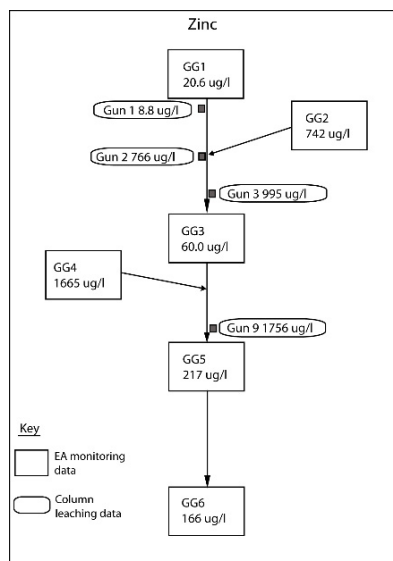 Zinc
GG1
20.6 ug/l
Gun 1 8.8 ug/l
GG2
742 ug/l
Gun 2 766 ug/l
Gun 3 995 ug/l
GG3
60.0 ug/l
GG4
1665 ug/l
Gun 9 1756 ug/l
GG5
217 ug/l
Key
EA monitoring
data
Column
leaching data
GG6
166 ug/l